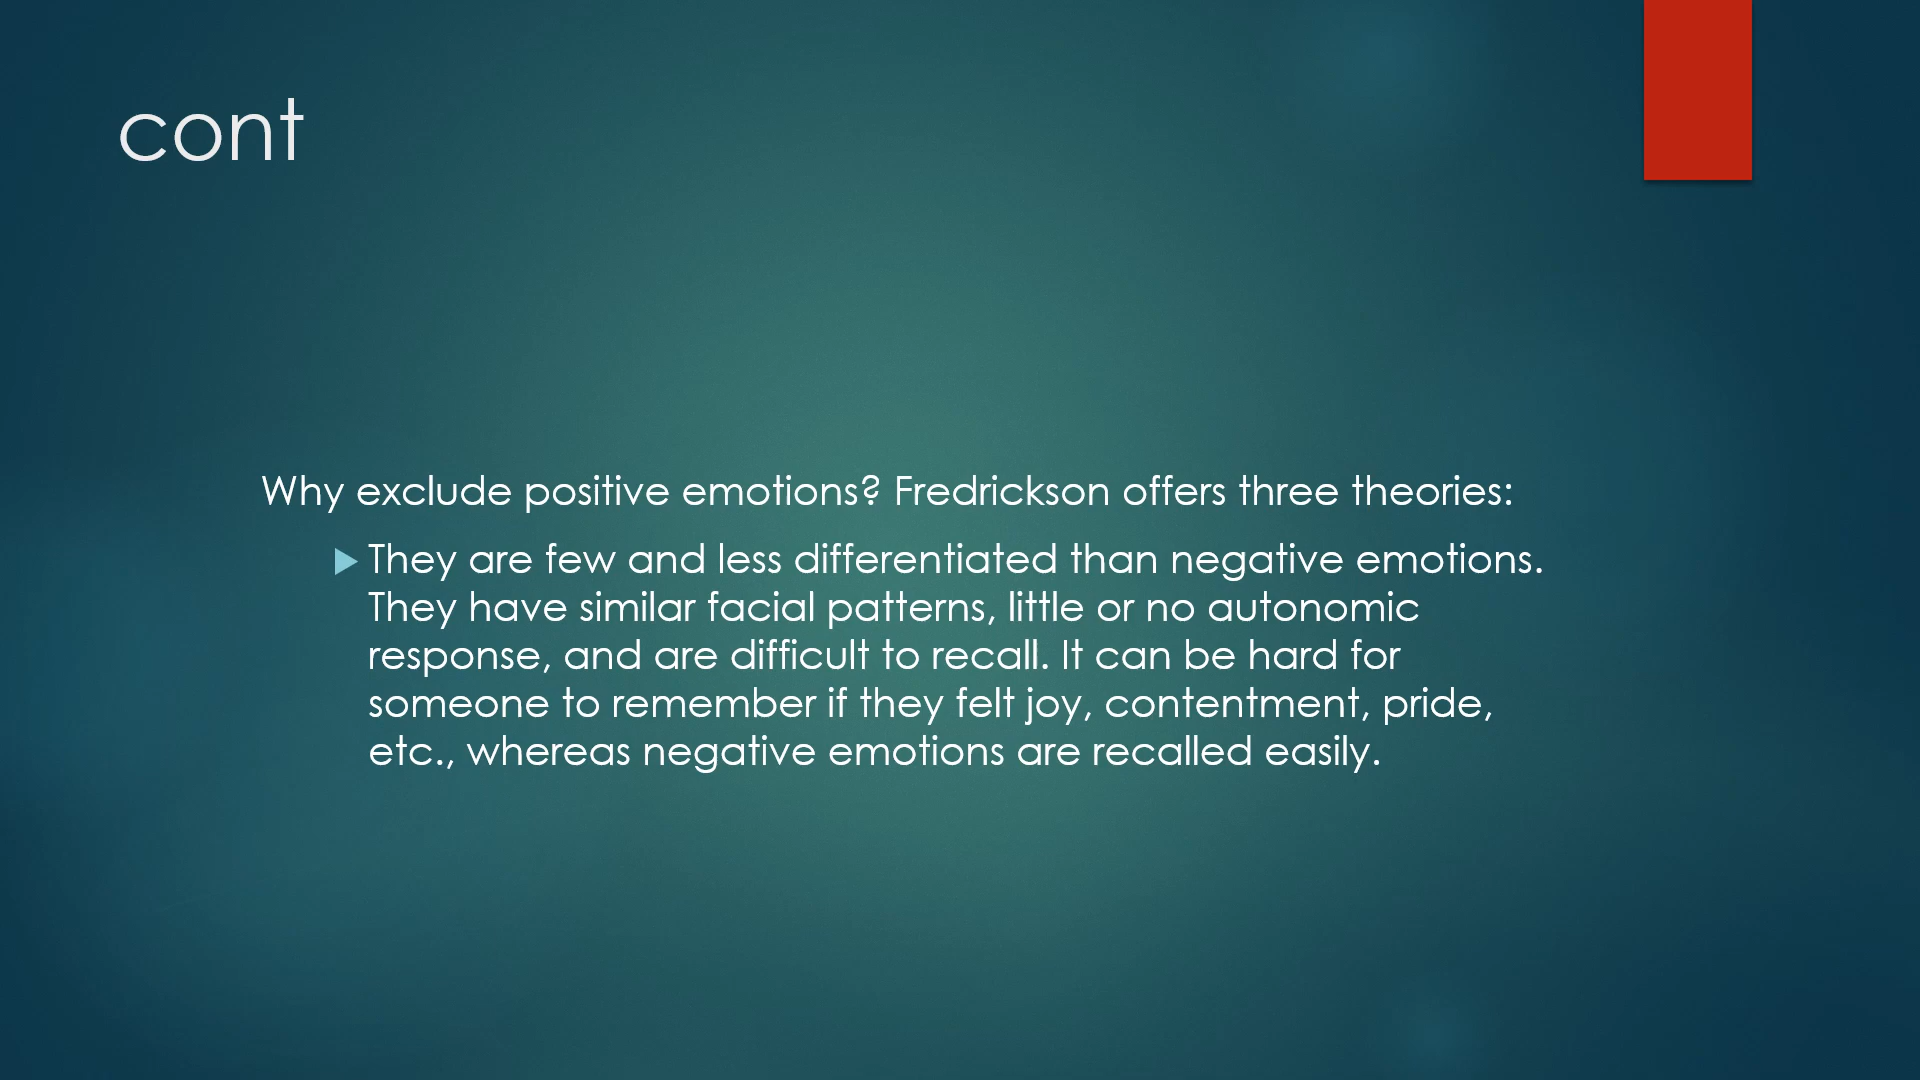 cont
Why exclude positive emotions? Fredrickson offers three theories:
They are few and less differentiated than negative emotions.
They have similar facial patterns, little or no autonomic
response, and are difficult to recall. It can be hard for
someone to remember if they felt joy, contentment, pride,
etc., whereas negative emotions are recalled easily.